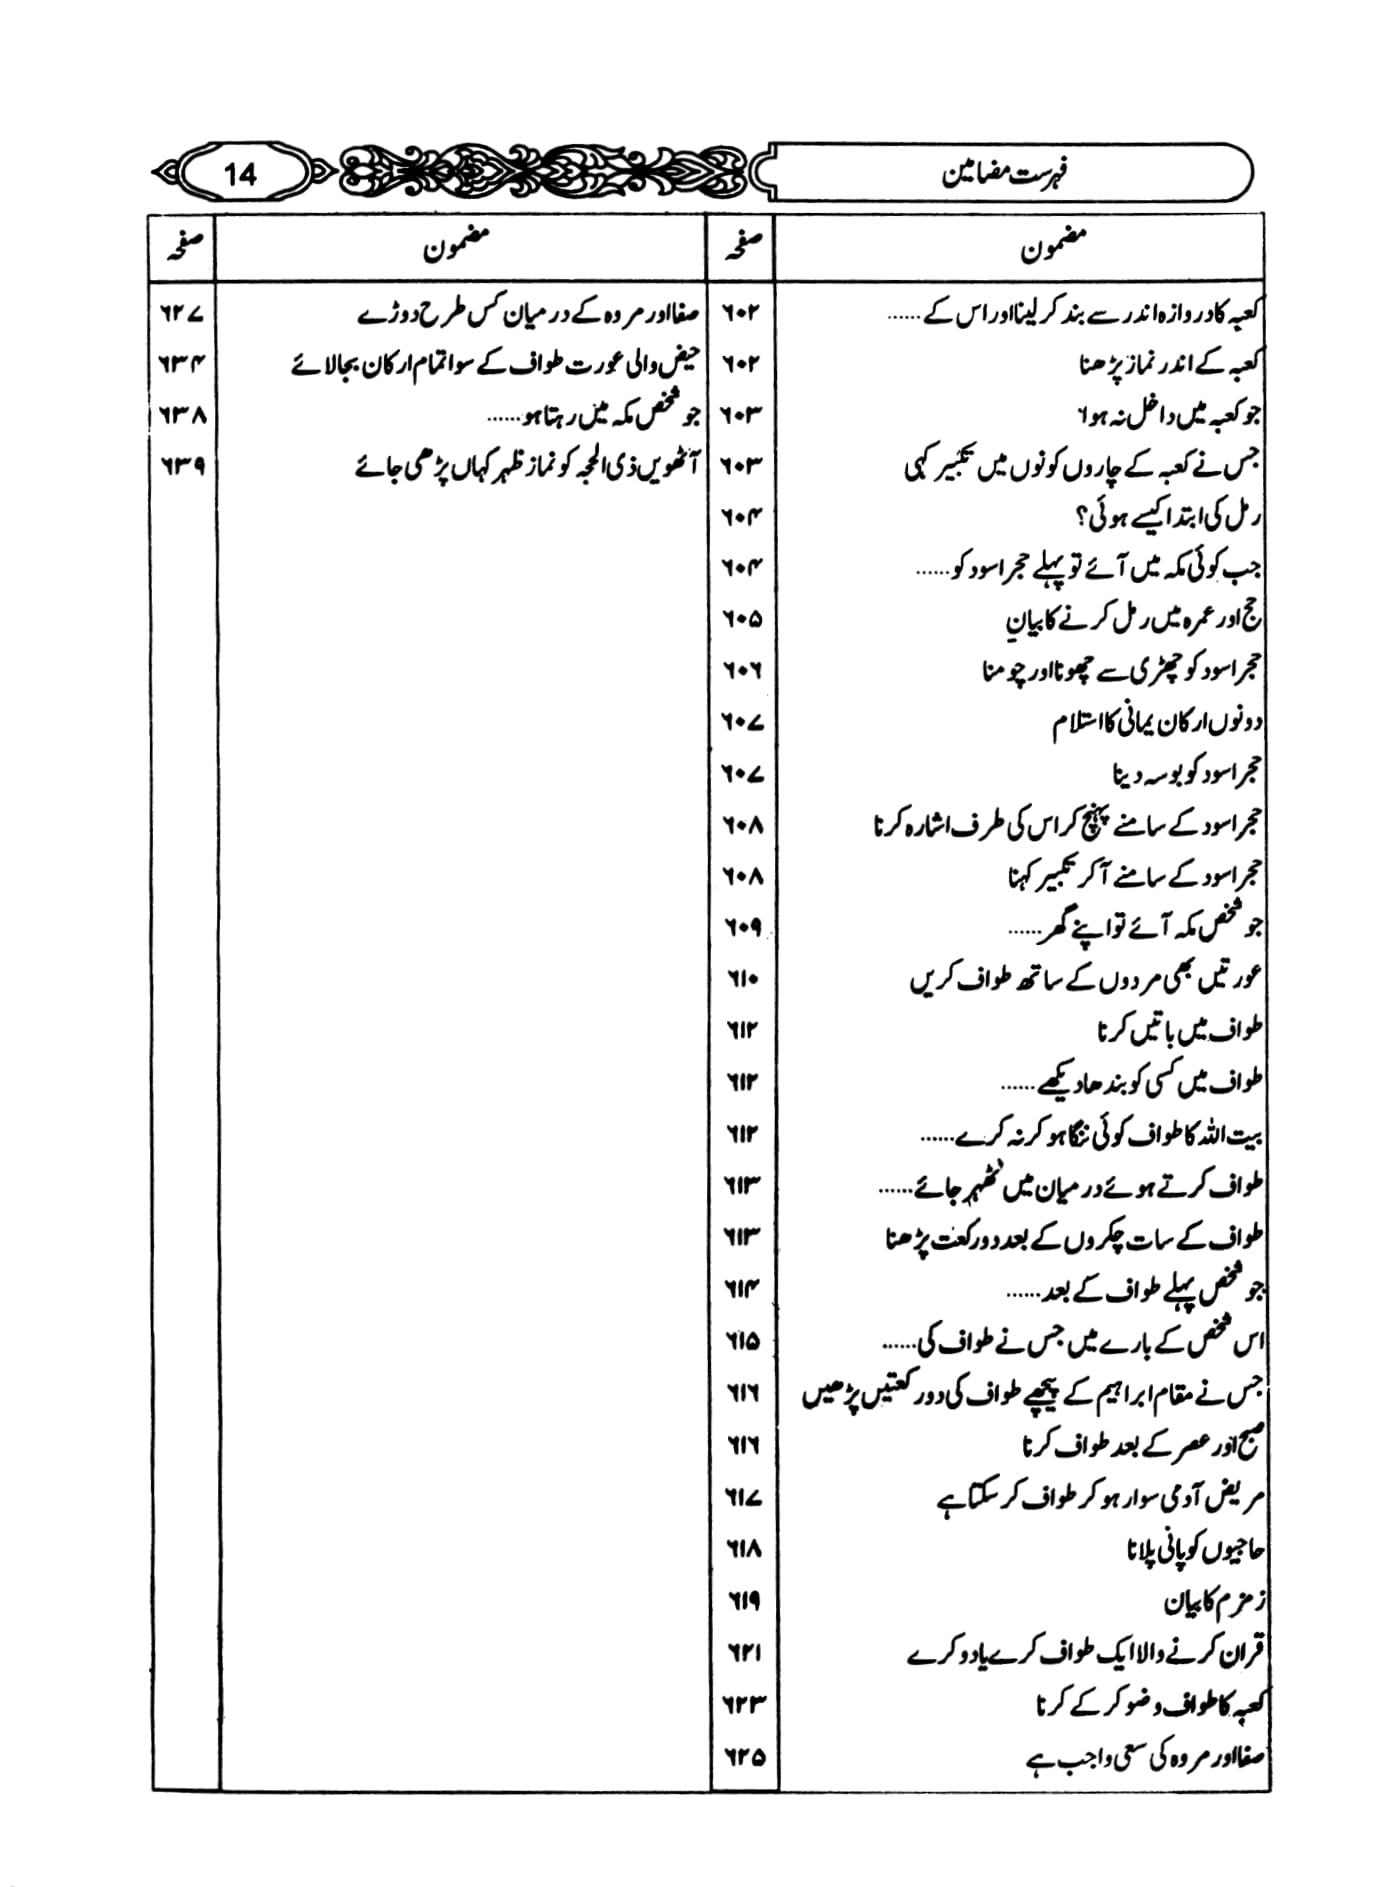 فہرست مضامین 14
مضمون صفحہ مضمون صفحہ
کعبہ کا دروازہ اندر سے بند کر لینا اور اس کے...... ۶۰۲
کعبہ کے اندر نماز پڑھنا ۶۰۲
جو کعبہ میں داخل نہ ہوا ۶۰۳
جس نے کعبہ کے چاروں کونوں میں تکبیر کہی ۶۰۳
رمل کی ابتدا کیسے ہوئی؟ ۶۰۴
جب کوئی مکہ میں آئے تو پہلے حجر اسود کو...... ۶۰۴
حج اور عمرہ میں رمل کرنے کا بیان ۶۰۵
حجر اسود کو چھڑی سے چھونا اور چومنا ۶۰۶
دونوں ارکان یمانی کا استلام ۶۰۷
حجر اسود کو بوسہ دینا ۶۰۷
حجر اسود کے سامنے پہنچ کر اس کی طرف اشارہ کرنا ۶۰۸
حجر اسود کے سامنے آ کر تکبیر کہنا ۶۰۸
جو شخص مکہ آئے تو اپنے گھر...... ۶۰۹
عورتیں بھی مردوں کے ساتھ طواف کریں ۶۱۰
طواف میں باتیں کرنا ۶۱۲
طواف میں کسی کو بندھا دیکھے...... ۶۱۲
بیت اللہ کا طواف کوئی ننگا ہو کر نہ کرے...... ۶۱۲
طواف کرتے ہوئے درمیان میں ٹھہر جائے...... ۶۱۳
طواف کے سات چکروں کے بعد دو رکعت پڑھنا ۶۱۳
جو شخص پہلے طواف کے بعد...... ۶۱۴
اس شخص کے بارے میں جس نے طواف کی...... ۶۱۵
جس نے مقام ابراہیم کے پیچھے طواف کی دو رکعتیں پڑھیں ۶۱۶
صبح اور عصر کے بعد طواف کرنا ۶۱۶
مریض آدمی سوار ہو کر طواف کر سکتا ہے ۶۱۷
حاجیوں کو پانی پلانا ۶۱۸
زمزم کا بیان ۶۱۹
قران کرنے والا ایک طواف کرے یا دو کرے ۶۲۱
کعبہ کا طواف وضو کر کے کرنا ۶۲۳
صفا اور مروہ کی سعی واجب ہے ۶۲۵
صفا اور مروہ کے درمیان کس طرح دوڑے ۶۲۷
حیض والی عورت طواف کے سوا تمام ارکان بجا لائے ۶۳۴
جو شخص مکہ میں رہتا ہو...... ۶۳۸
آٹھویں ذی الحجہ کو نماز ظہر کہاں پڑھی جائے ۶۳۹